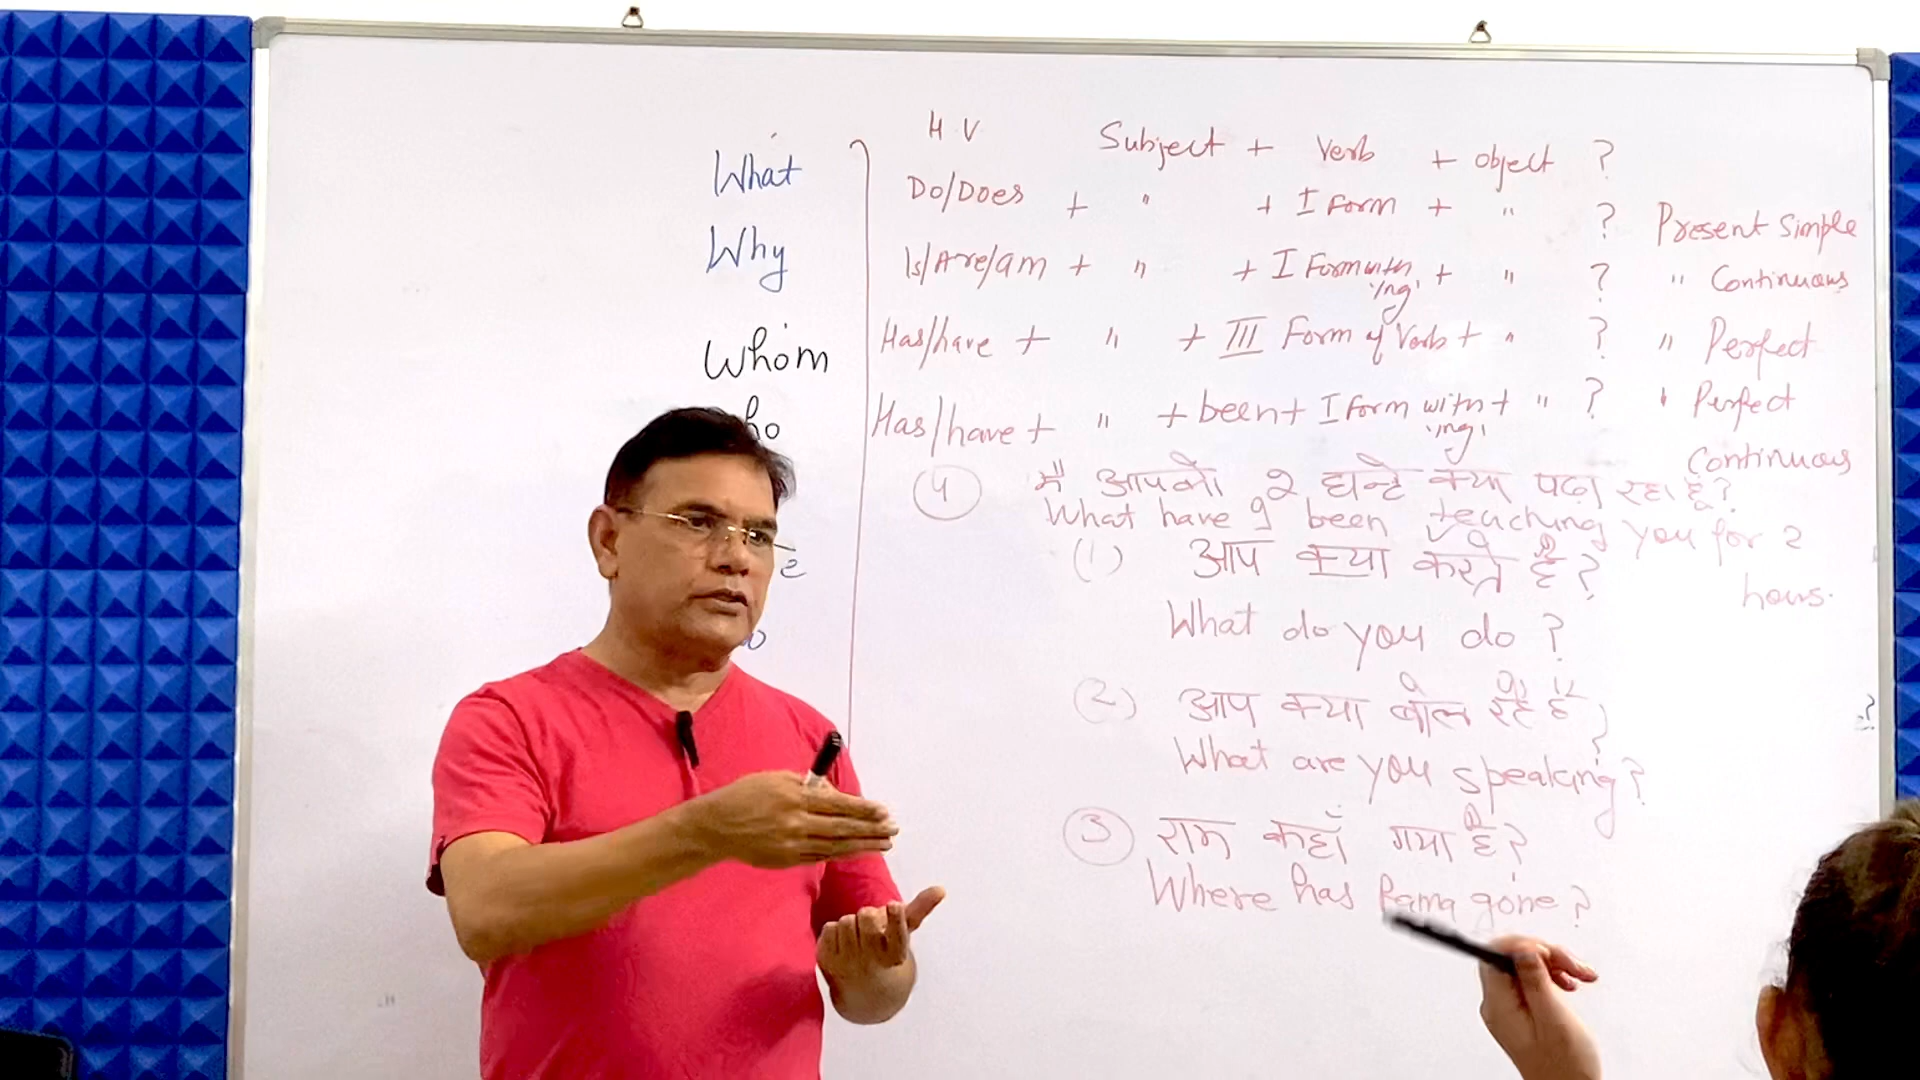 What
Why
Whom
ho
e
H.V Subject + Verb + object ?
Do/Does + " + I Form + " ? Present Simple
Is/Are/am + " + I Form with 'ing' + " ? " Continuous
Has/have + " + III Form of Verb + " ? " Perfect
Has/have + " + been + I form with 'ing' + " ? " Perfect Continuous
(4) मैं आपको 2 घन्टे क्या पढ़ा रहा हूँ?
What have I been teaching you for 2 hours.
(1) आप क्या करते हैं?
What do you do ?
(2) आप क्या बोल रहे हैं ?
What are you speaking?
(3) राम कहाँ गया है?
Where has Rama gone ?
?